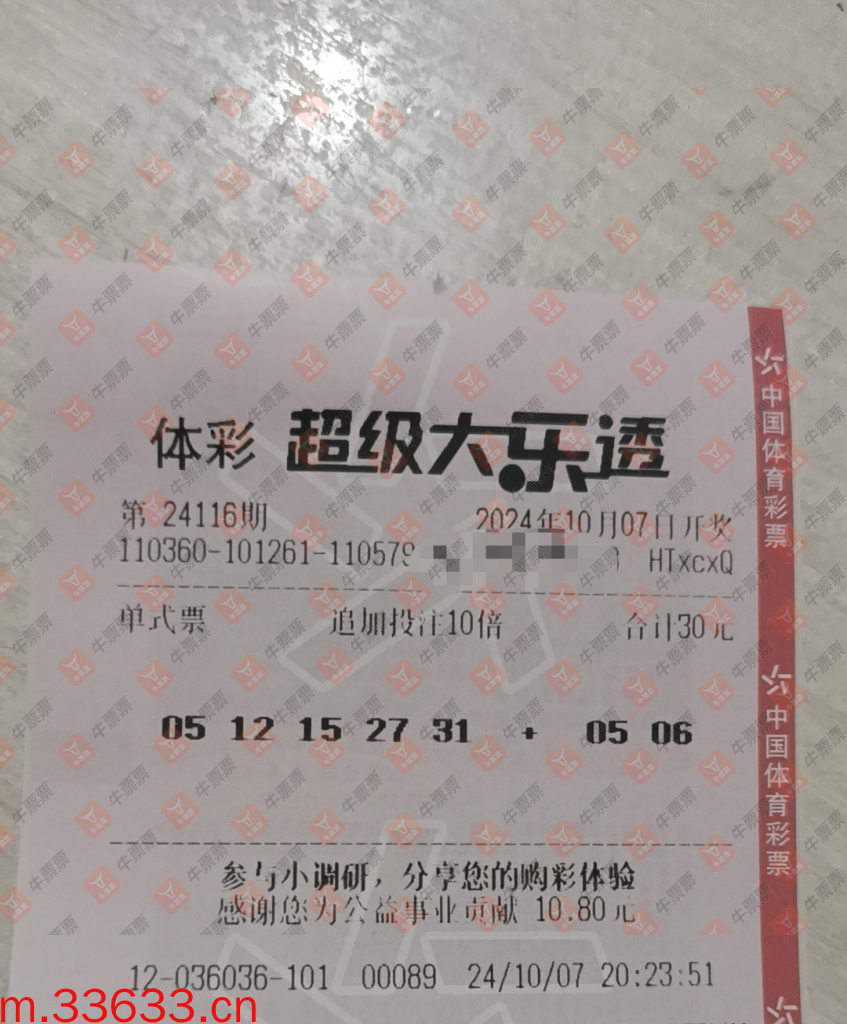 体彩 超级大乐透
第 24116期 2024年10月07日开奖
110360-101261-110579 HTxcxQ
单式票 追加投注10倍 合计30元
05 12 15 27 31 + 05 06
参与小调研，分享您的购彩体验
感谢您为公益事业贡献 10.80元
12-036036-101 00089 24/10/07 20:23:51
中国体育彩票
中国体育彩票
牛票票
m.33633.cn